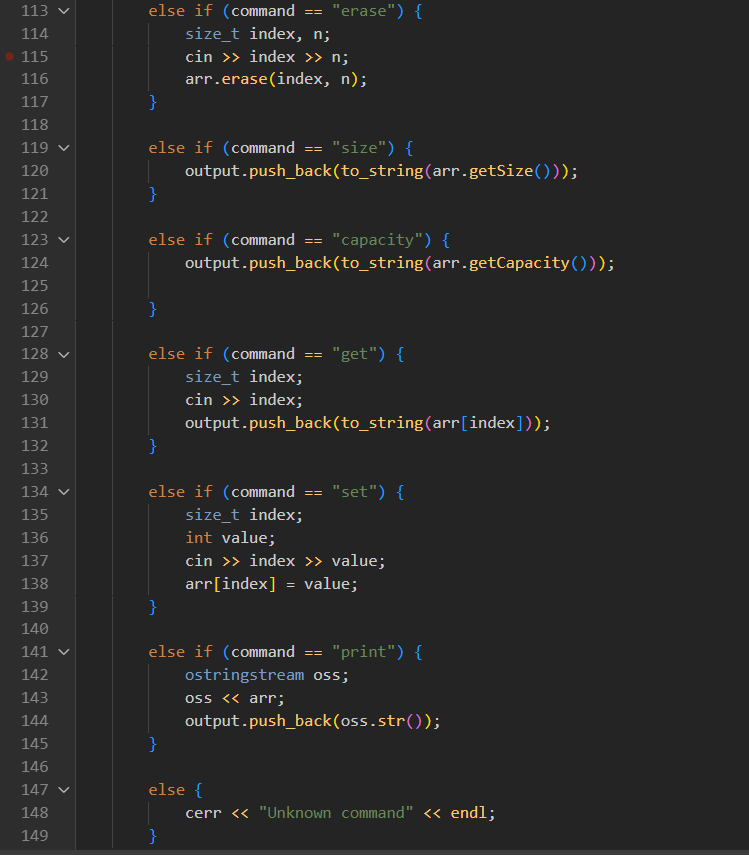 113 else if (command == "erase") {
114 size_t index, n;
115 cin >> index >> n;
116 arr.erase(index, n);
117 }
118
119 else if (command == "size") {
120 output.push_back(to_string(arr.getSize()));
121 }
122
123 else if (command == "capacity") {
124 output.push_back(to_string(arr.getCapacity()));
125
126 }
127
128 else if (command == "get") {
129 size_t index;
130 cin >> index;
131 output.push_back(to_string(arr[index]));
132 }
133
134 else if (command == "set") {
135 size_t index;
136 int value;
137 cin >> index >> value;
138 arr[index] = value;
139 }
140
141 else if (command == "print") {
142 ostringstream oss;
143 oss << arr;
144 output.push_back(oss.str());
145 }
146
147 else {
148 cerr << "Unknown command" << endl;
149 }